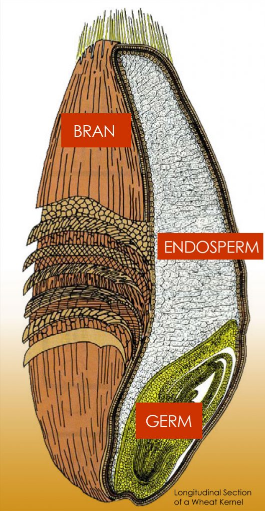 BRAN
ENDOSPERM
GERM
Longitudinal Section
of a Wheat Kernel